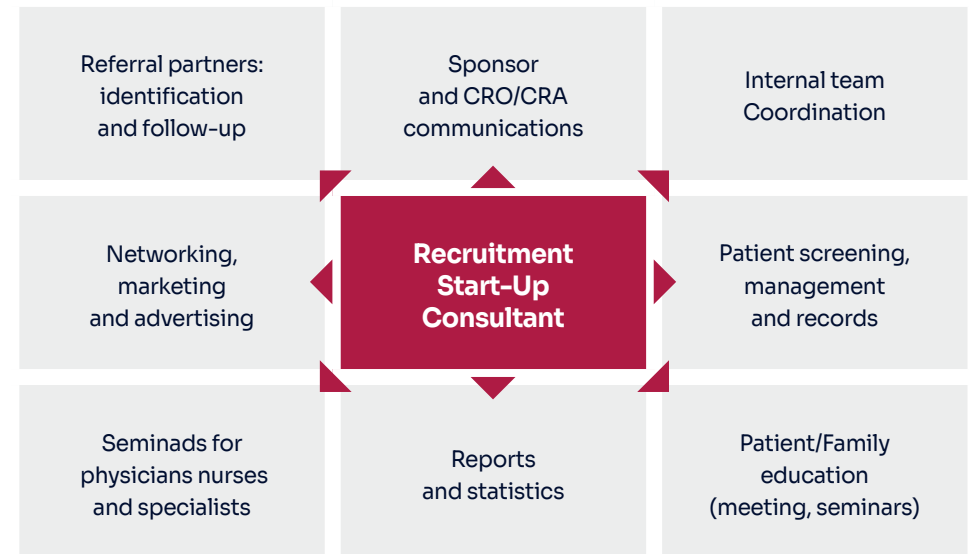 Referral partners:
identification
and follow-up
Sponsor
and CRO/CRA
communications
Internal team
Coordination
Networking,
marketing
and advertising
Recruitment
Start-Up
Consultant
Patient screening,
management
and records
Seminads for
physicians nurses
and specialists
Reports
and statistics
Patient/Family
education
(meeting, seminars)